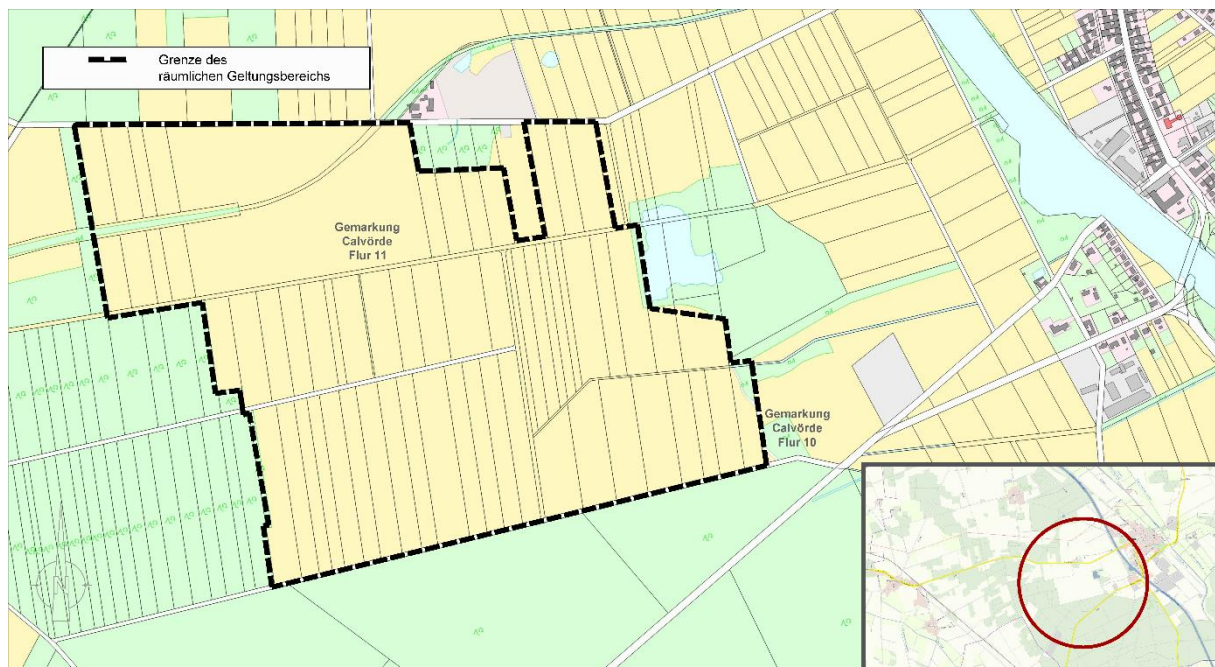 Grenze des
räumlichen Geltungsbereichs
Gemarkung
Calvörde
Flur 11
Gemarkung
Calvörde
Flur 10